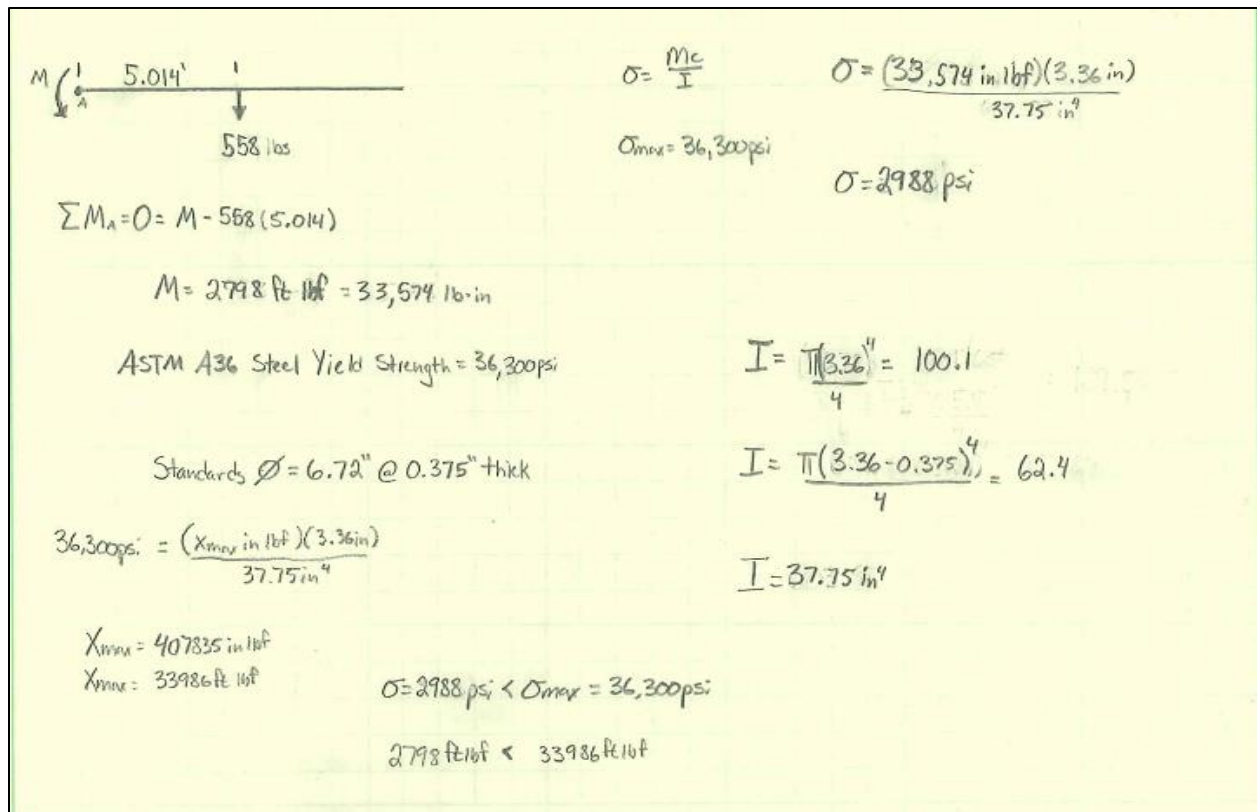 M 5.014'
A
558 lbs
ΣM_A = 0 = M - 558 (5.014)
M = 2798 ft lbf = 33,574 lb·in
ASTM A36 Steel Yield Strength = 36,300psi
Standards Ø = 6.72" @ 0.375" thick
36,300psi = (Xmax in lbf)(3.36in) / 37.75in⁴
Xmax = 407835 in lbf
Xmax = 33986 ft lbf
σ = Mc / I
σmax = 36,300psi
σ = (33,574 in lbf)(3.36 in) / 37.75 in⁴
σ = 2988 psi
I = π(3.36)⁴ / 4 = 100.1
I = π(3.36-0.375)⁴ / 4 = 62.4
I = 37.75 in⁴
σ = 2988 psi < σmax = 36,300psi
2798 ft lbf < 33986 ft lbf